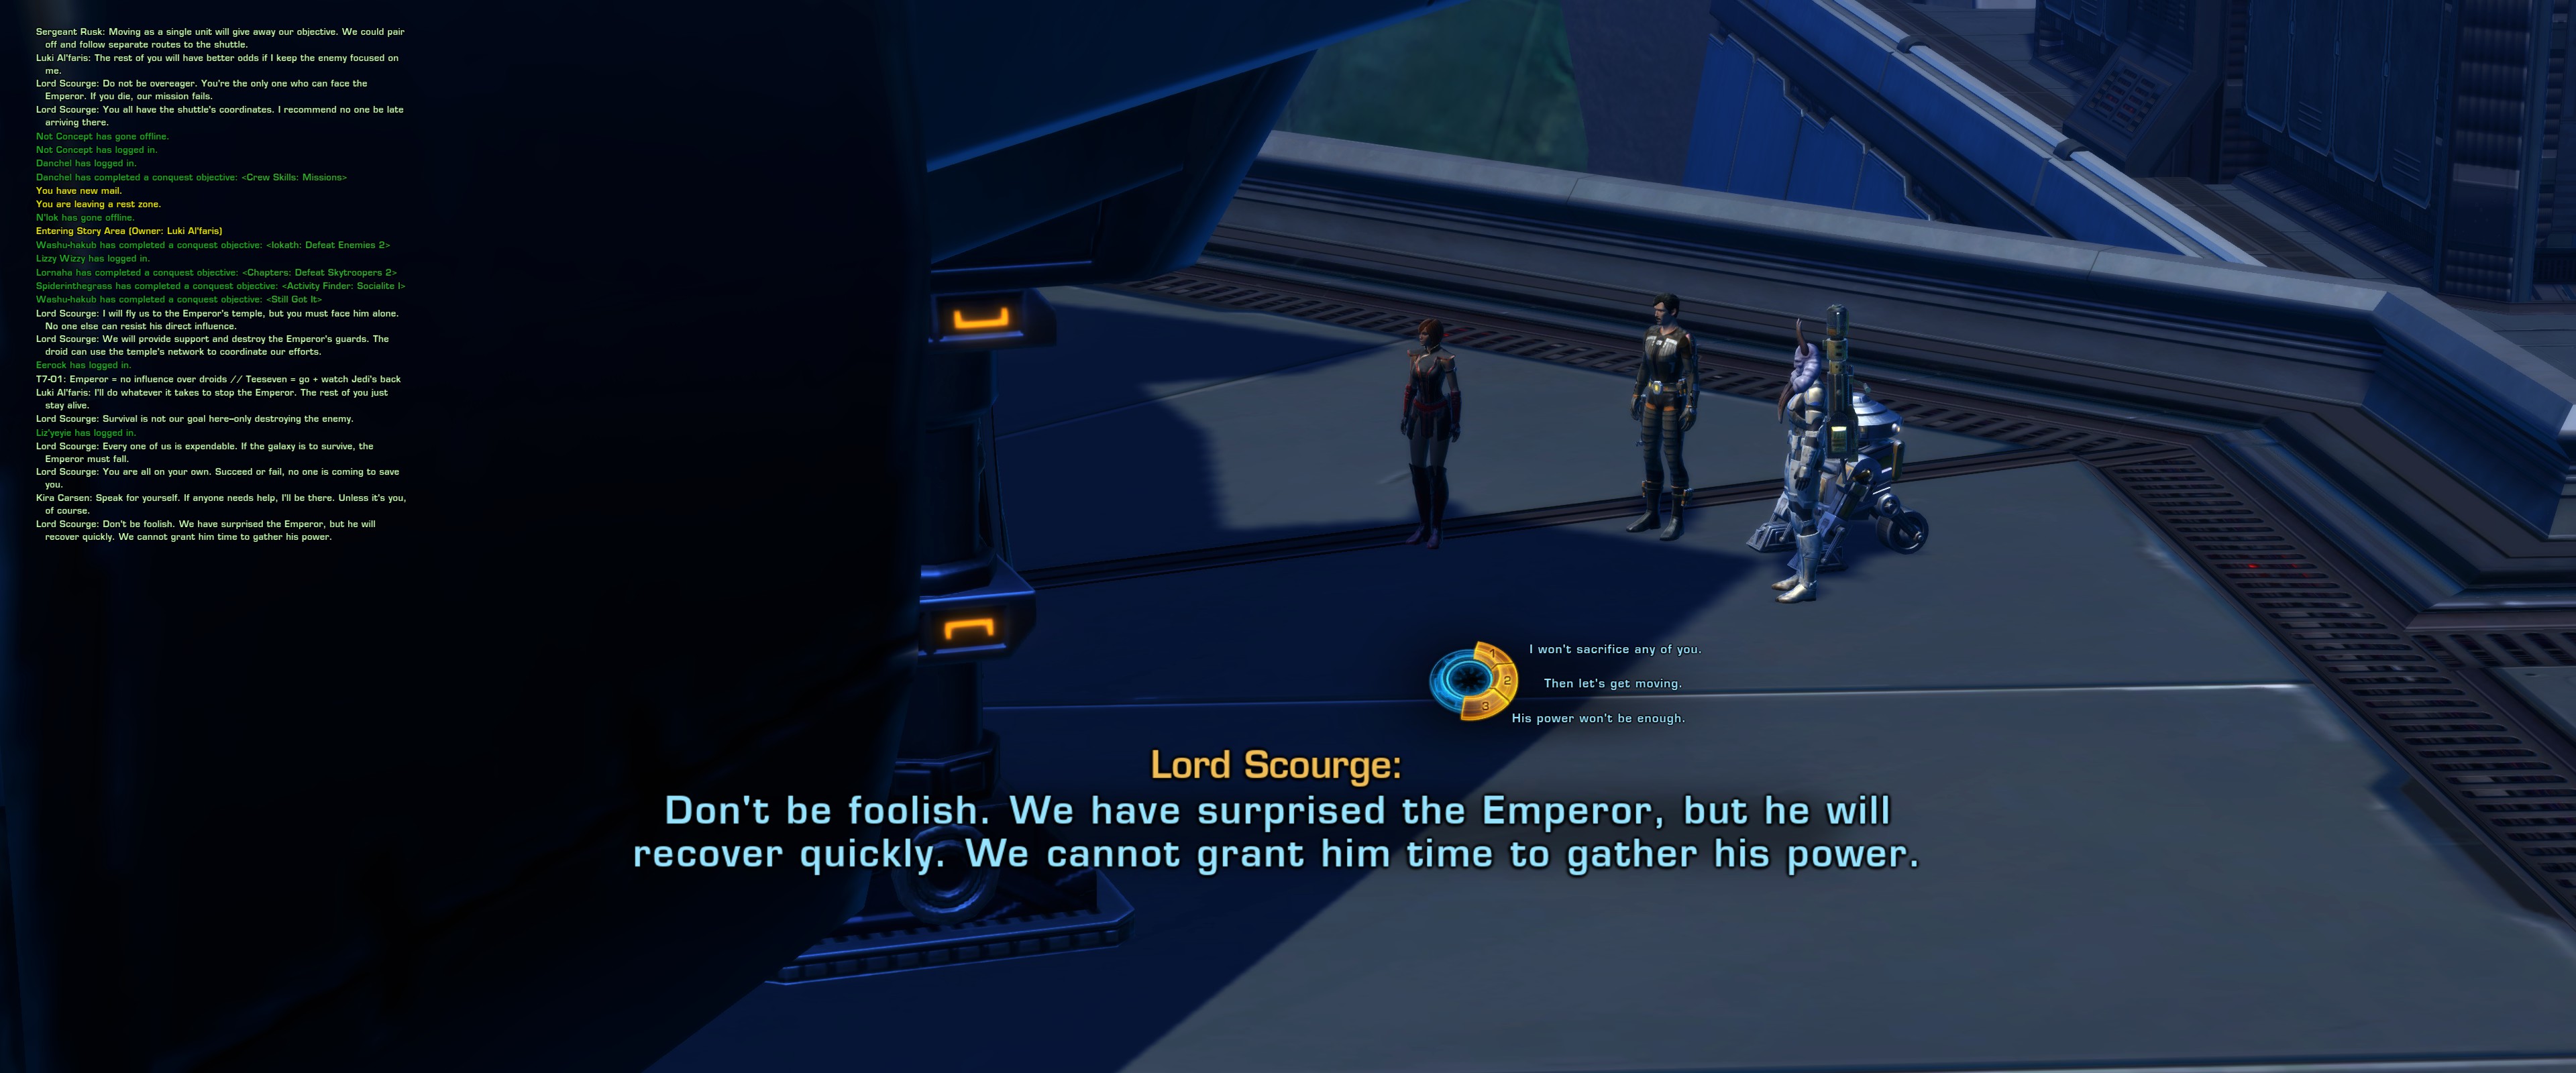 Sergeant Rusk: Moving as a single unit will give away our objective. We could pair
off and follow separate routes to the shuttle.
Luki Al'faris: The rest of you will have better odds if I keep the enemy focused on
me.
Lord Scourge: Do not be overeager. You're the only one who can face the
Emperor. If you die, our mission fails.
Lord Scourge: You all have the shuttle's coordinates. I recommend no one be late
arriving there.
Not Concept has gone offline.
Not Concept has logged in.
Danchel has logged in.
Danchel has completed a conquest objective: <Crew Skills: Missions>
You have new mail.
You are leaving a rest zone.
N'lok has gone offline.
Entering Story Area (Owner: Luki Al'faris)
Washu-hakub has completed a conquest objective: <Iokath: Defeat Enemies 2>
Lizzy Wizzy has logged in.
Lornaha has completed a conquest objective: <Chapters: Defeat Skytroopers 2>
Spiderinthegrass has completed a conquest objective: <Activity Finder: Socialite I>
Washu-hakub has completed a conquest objective: <Still Got It>
Lord Scourge: I will fly us to the Emperor's temple, but you must face him alone.
No one else can resist his direct influence.
Lord Scourge: We will provide support and destroy the Emperor's guards. The
droid can use the temple's network to coordinate our efforts.
Eerock has logged in.
T7-01: Emperor = no influence over droids // Teeseven = go + watch Jedi's back
Luki Al'faris: I'll do whatever it takes to stop the Emperor. The rest of you just
stay alive.
Lord Scourge: Survival is not our goal here—only destroying the enemy.
Liz'yeyie has logged in.
Lord Scourge: Every one of us is expendable. If the galaxy is to survive, the
Emperor must fall.
Lord Scourge: You are all on your own. Succeed or fail, no one is coming to save
you.
Kira Carsen: Speak for yourself. If anyone needs help, I'll be there. Unless it's you,
of course.
Lord Scourge: Don't be foolish. We have surprised the Emperor, but he will
recover quickly. We cannot grant him time to gather his power.
1 I won't sacrifice any of you.
2 Then let's get moving.
3 His power won't be enough.
Lord Scourge:
Don't be foolish. We have surprised the Emperor, but he will
recover quickly. We cannot grant him time to gather his power.